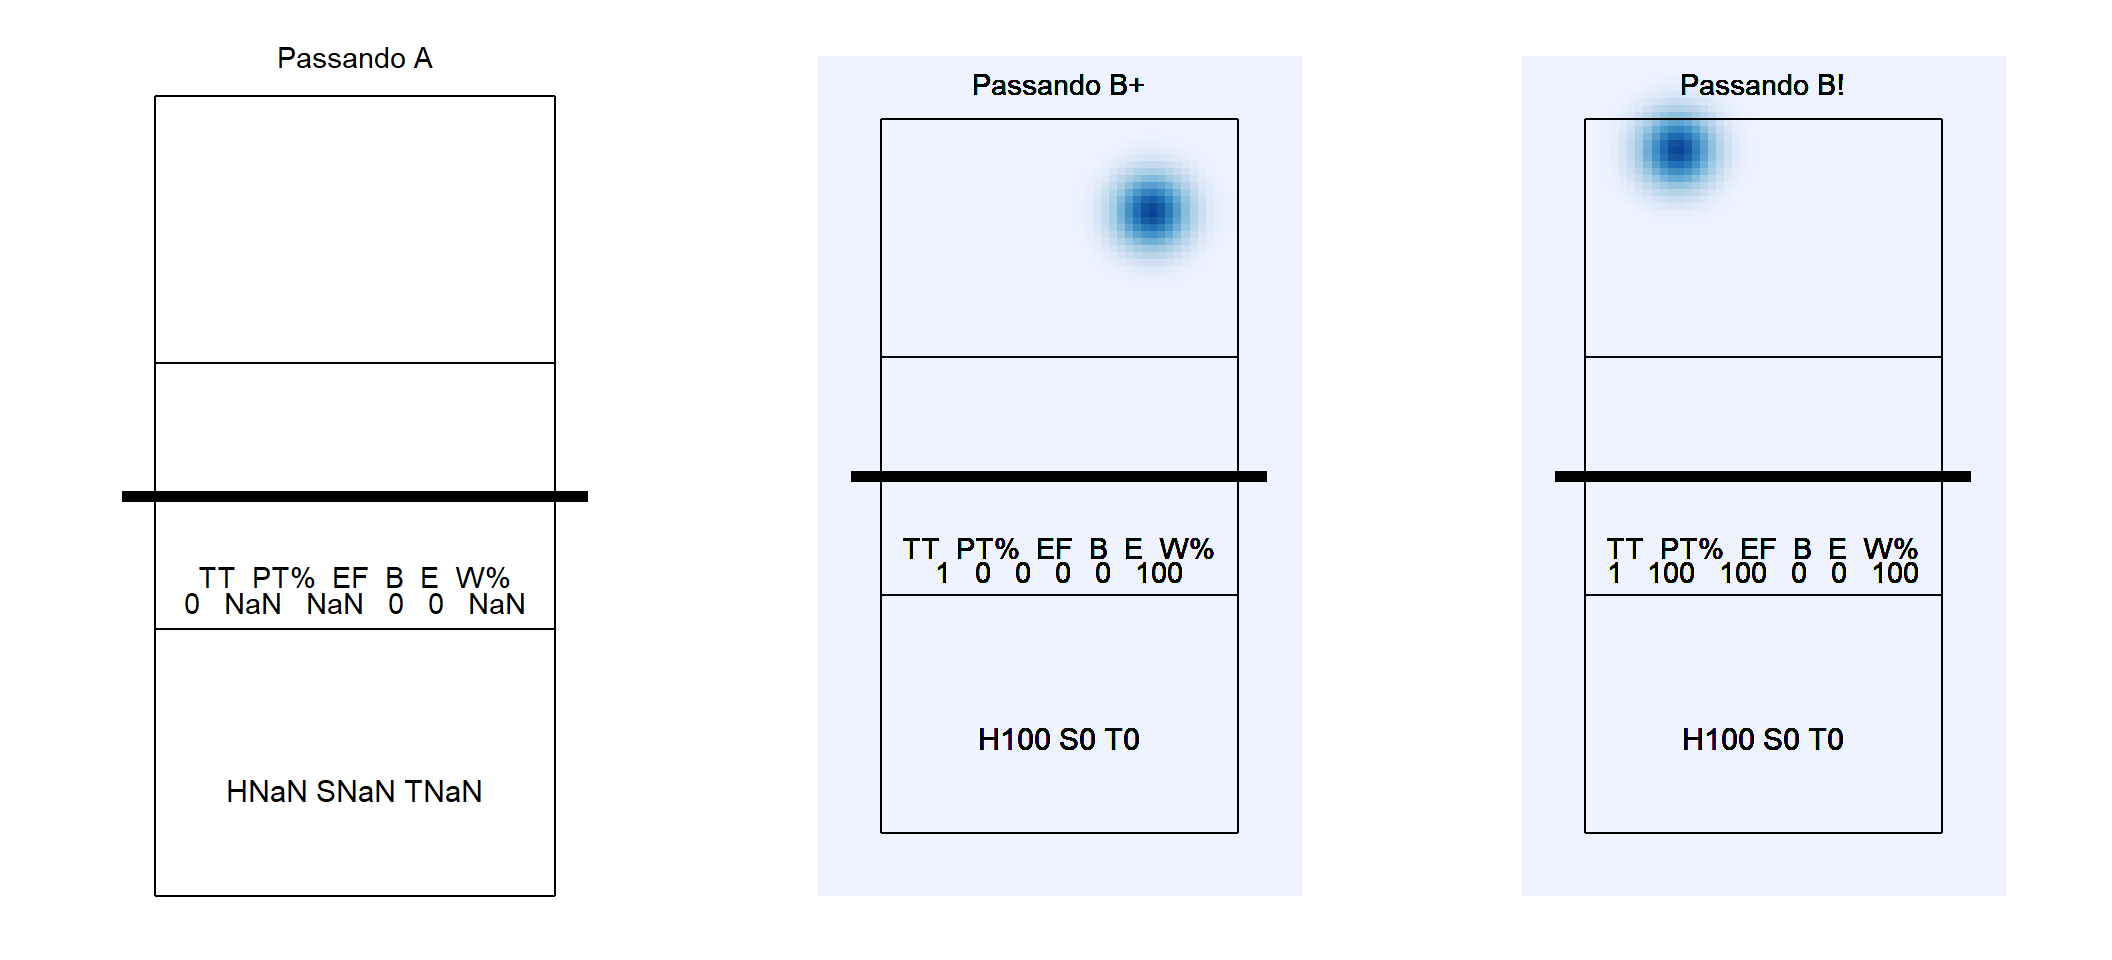 Passando A
TT PT% EF B E W%
0 NaN NaN 0 0 NaN
HNaN SNaN TNaN
Passando B+
TT PT% EF B E W%
1 0 0 0 0 100
H100 S0 T0
Passando B!
TT PT% EF B E W%
1 100 100 0 0 100
H100 S0 T0